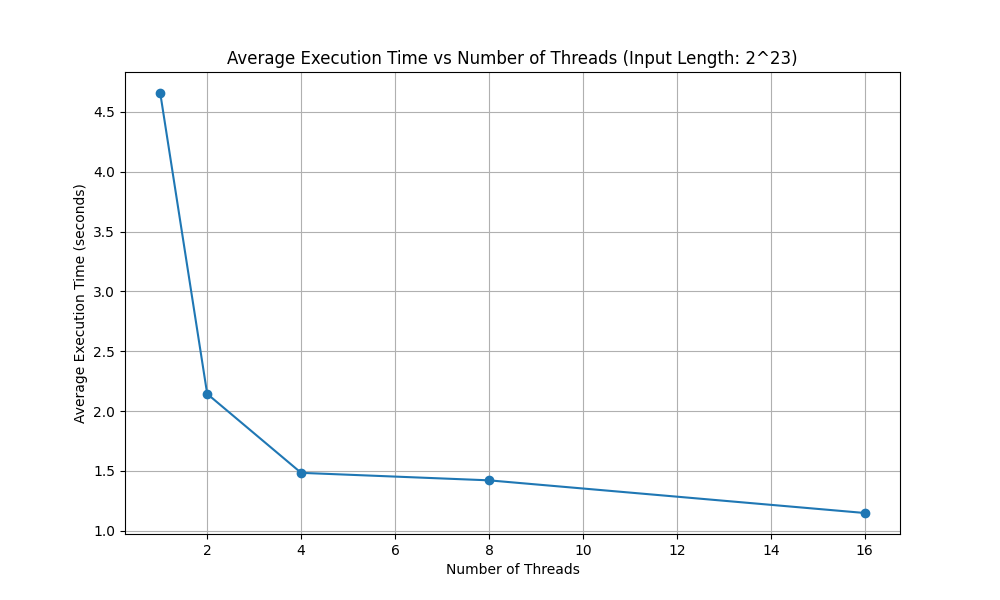 Average Execution Time vs Number of Threads (Input Length: 2^23)
Average Execution Time (seconds)
4.5
4.0
3.5
3.0
2.5
2.0
1.5
1.0
2 4 6 8 10 12 14 16
Number of Threads